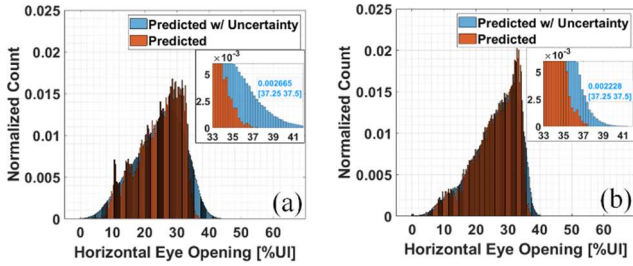 0.025
0.02
0.015
0.01
0.005
0
Normalized Count
0 10 20 30 40 50 60
Horizontal Eye Opening [%UI]
Predicted w/ Uncertainty
Predicted
×10⁻³
5
2.5
0
33 35 37 39 41
0.002665
[37.25 37.5]
(a)
0.025
0.02
0.015
0.01
0.005
0
Normalized Count
0 10 20 30 40 50 60
Horizontal Eye Opening [%UI]
Predicted w/ Uncertainty
Predicted
×10⁻³
5
2.5
0
33 35 37 39 41
0.002228
[37.25 37.5]
(b)